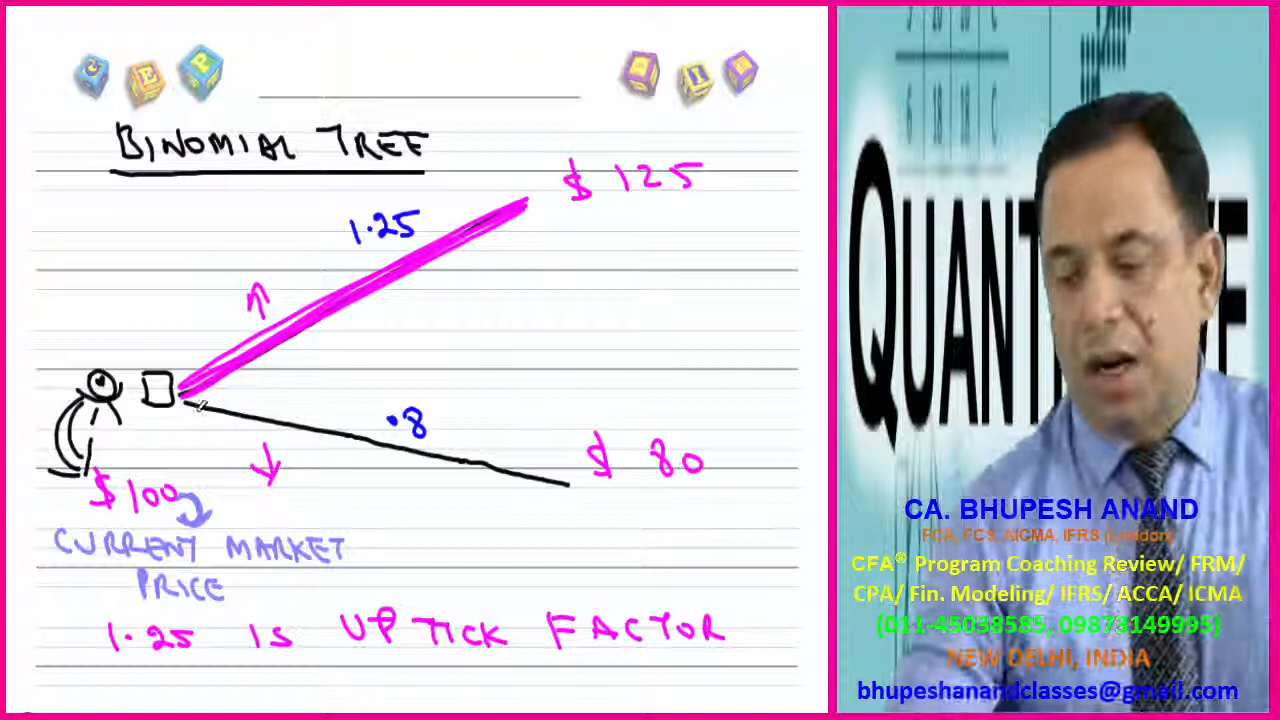 BINOMIAL TREE
$ 125
1.25
.8
$ 80
$100
CURRENT MARKET
PRICE
1.25 IS UPTICK FACTOR
QUANT
CA. BHUPESH ANAND
FCA, FCS, AICMA, IFRS (London)
CFA® Program Coaching Review/ FRM/
CPA/ Fin. Modeling/ IFRS/ ACCA/ ICMA
(011-45038585, 09873149995)
NEW DELHI, INDIA
bhupeshanandclasses@gmail.com